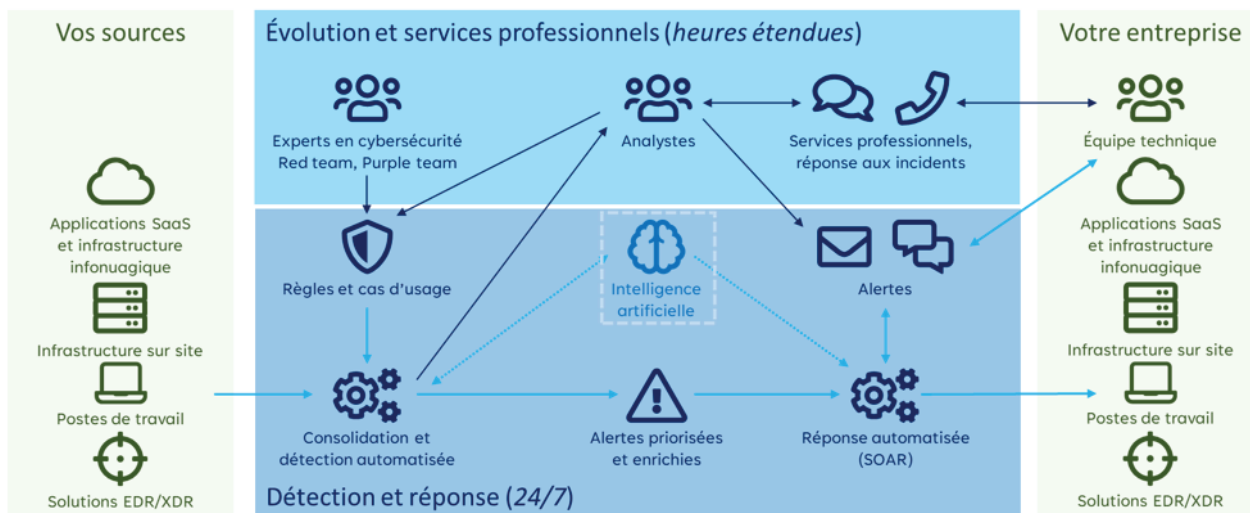 Vos sources
Applications SaaS
et infrastructure
infonuagique
Infrastructure sur site
Postes de travail
Solutions EDR/XDR
Évolution et services professionnels (heures étendues)
Experts en cybersécurité
Red team, Purple team
Analystes
Services professionnels,
réponse aux incidents
Règles et cas d'usage
Intelligence
artificielle
Alertes
Consolidation et
détection automatisée
Alertes priorisées
et enrichies
Réponse automatisée
(SOAR)
Détection et réponse (24/7)
Votre entreprise
Équipe technique
Applications SaaS
et infrastructure
infonuagique
Infrastructure sur site
Postes de travail
Solutions EDR/XDR